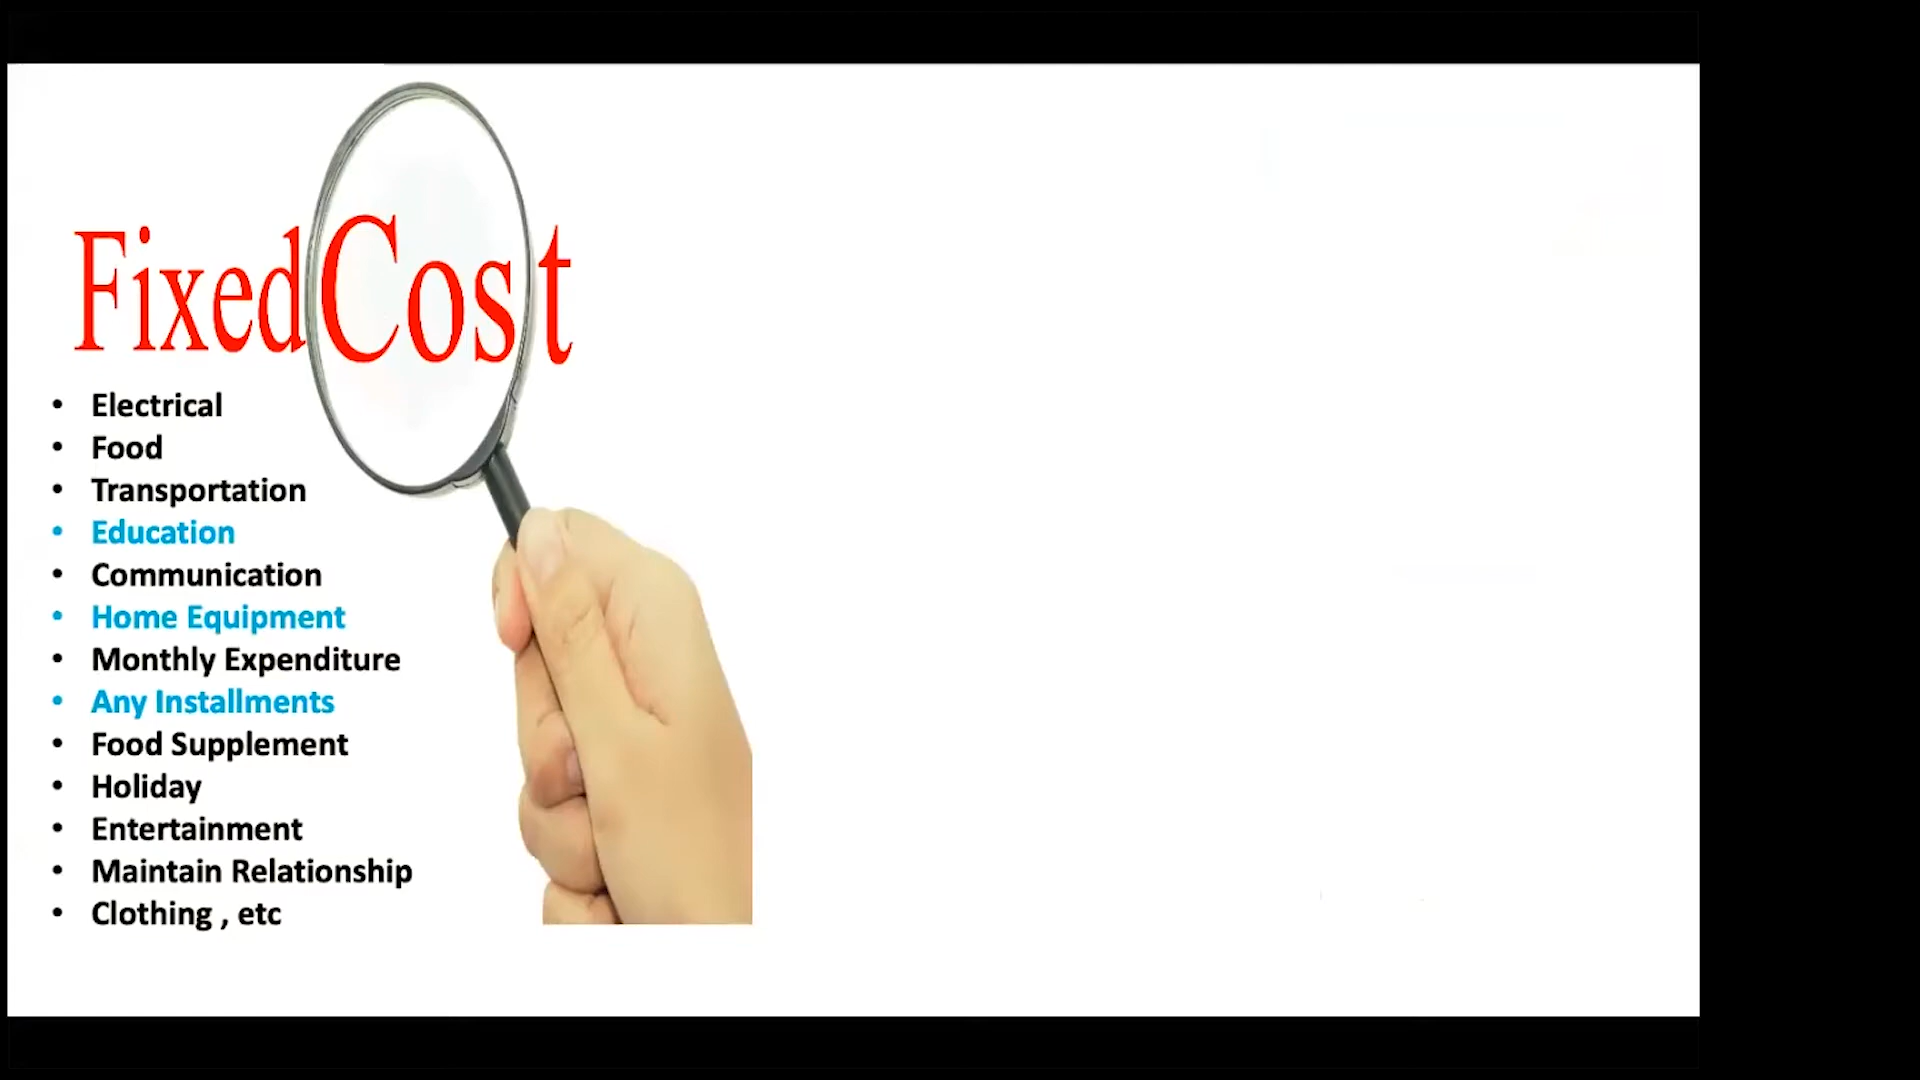 Fixed Cost
• Electrical
• Food
• Transportation
• Education
• Communication
• Home Equipment
• Monthly Expenditure
• Any Installments
• Food Supplement
• Holiday
• Entertainment
• Maintain Relationship
• Clothing , etc